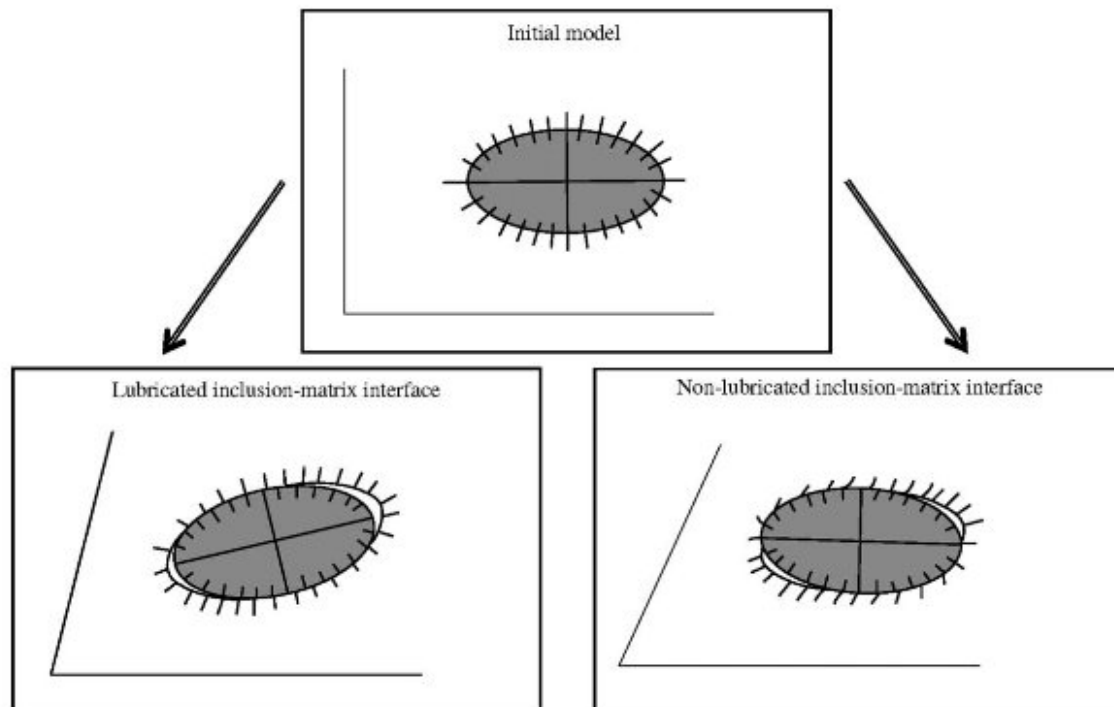 Initial model
Lubricated inclusion-matrix interface
Non-lubricated inclusion-matrix interface